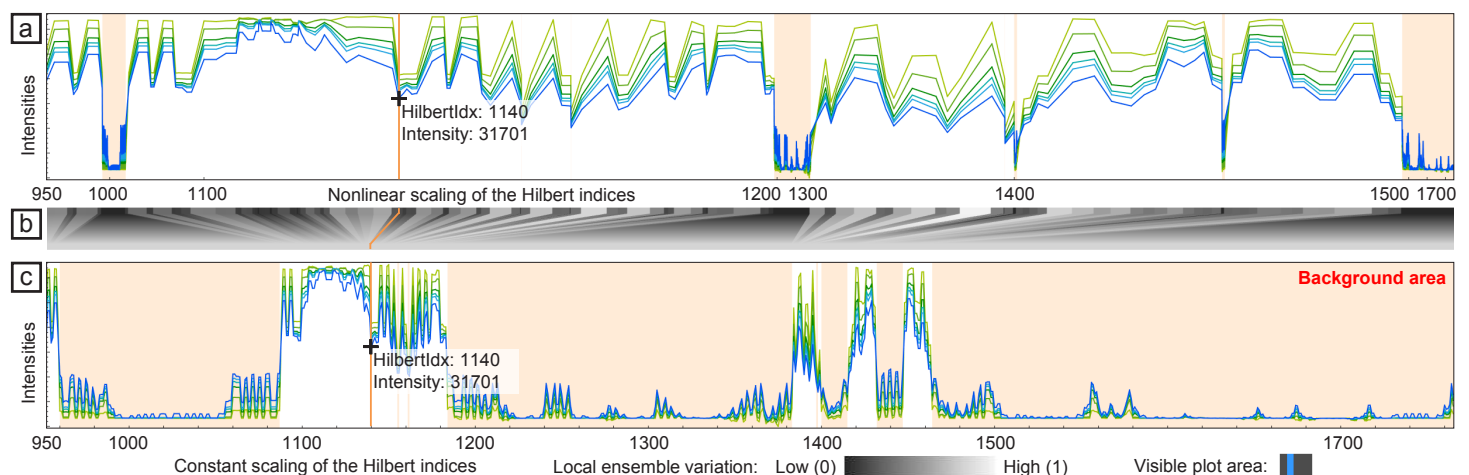 a
Intensities
HilbertIdx: 1140
Intensity: 31701
950 1000 1100 Nonlinear scaling of the Hilbert indices 1200 1300 1400 1500 1700
b
c
Background area
Intensities
HilbertIdx: 1140
Intensity: 31701
950 1000 1100 1200 1300 1400 1500 1700
Constant scaling of the Hilbert indices Local ensemble variation: Low (0) High (1) Visible plot area: